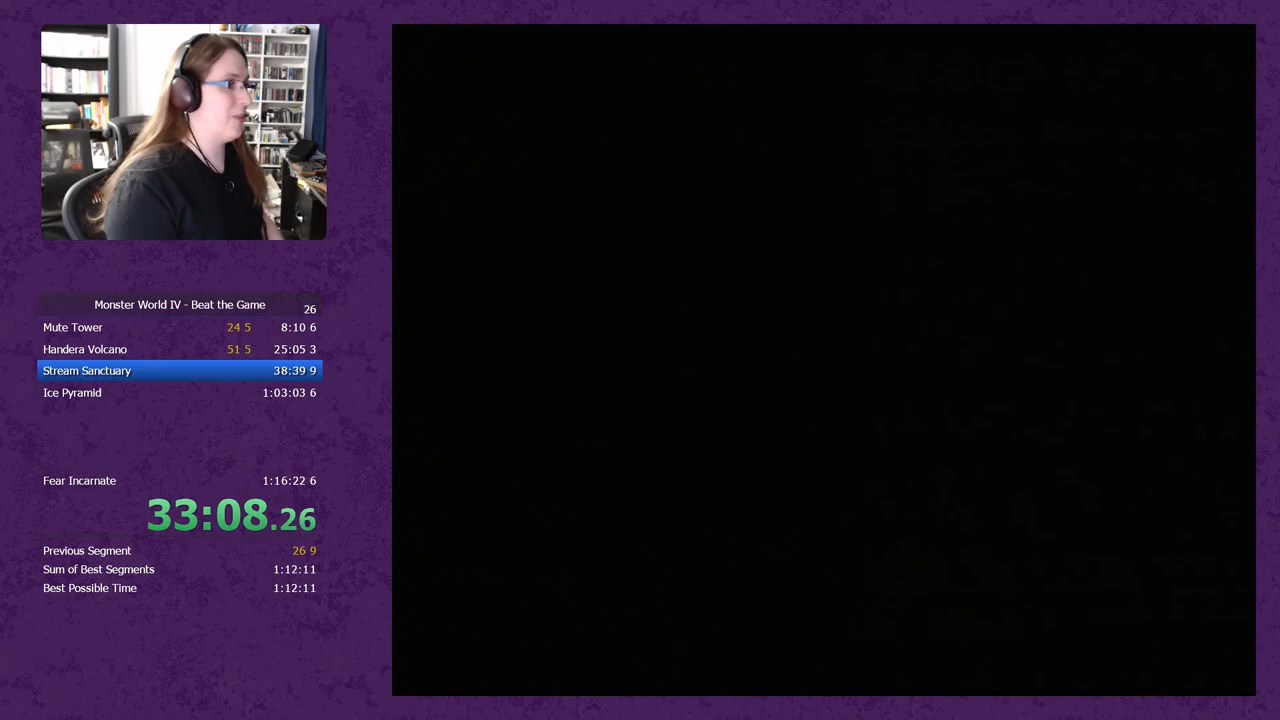 Monster World IV - Beat the Game
26
Mute Tower 24 5 8:10 6
Handera Volcano 51 5 25:05 3
Stream Sanctuary 38:39 9
Ice Pyramid 1:03:03 6
Fear Incarnate 1:16:22 6
33:08.26
Previous Segment 26 9
Sum of Best Segments 1:12:11
Best Possible Time 1:12:11